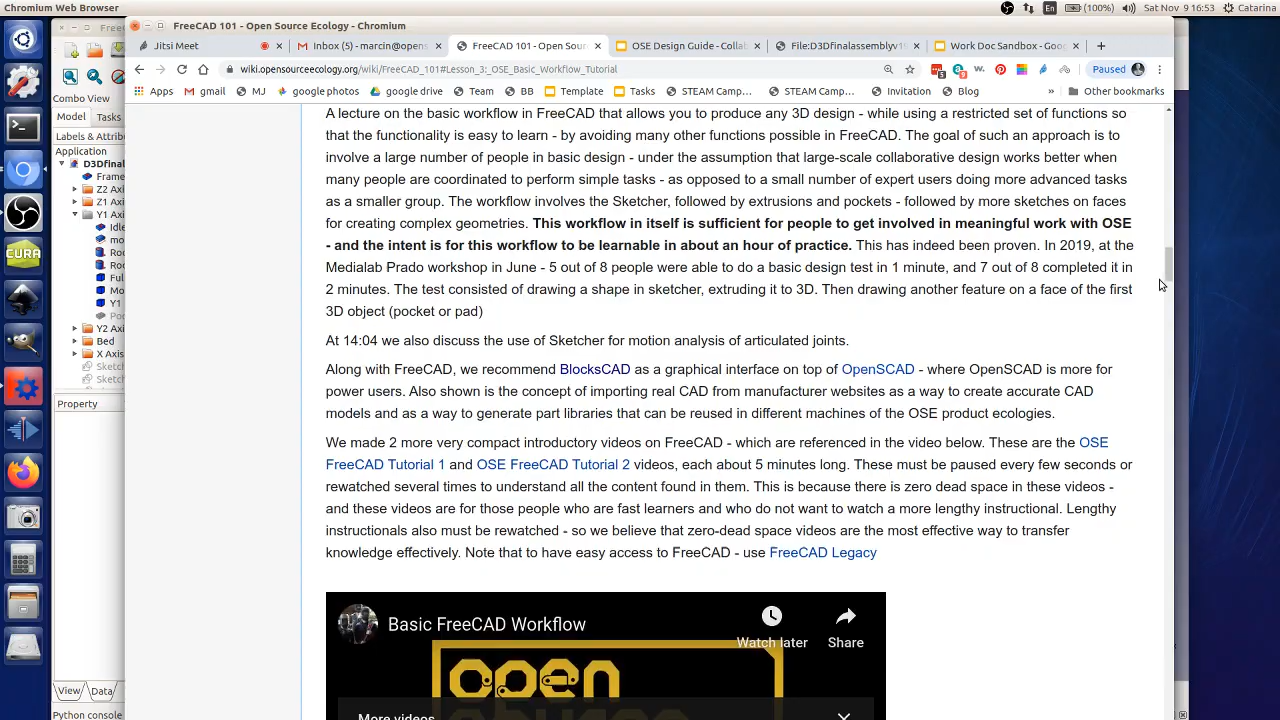 Chromium Web Browser
En (100%) Sat Nov 9 16:53 Catarina
FreeCAD 101 - Open Source Ecology - Chromium
Jitsi Meet
Inbox (5) - marcin@opens
FreeCAD 101 - Open Sour
OSE Design Guide - Collab
File:D3Dfinalassemblyv19
Work Doc Sandbox - Goog
wiki.opensourceecology.org/wiki/FreeCAD_101#Lesson_3:_OSE_Basic_Workflow_Tutorial
Paused
Apps gmail MJ google photos google drive Team BB Template Tasks STEAM Camp... STEAM Camp... Invitation Blog » Other bookmarks
Combo View
Model Tasks
Labels & Attrib
Application
D3Dfinal
Frame
Z2 Axis
Z1 Axis
Y1 Axis
Idle
mo
Ro
Ro
Full
Mo
Y1
Po
Y2 Axis
Bed
X Axis
Sketch
Sketch
Property
View Data
Python console
A lecture on the basic workflow in FreeCAD that allows you to produce any 3D design - while using a restricted set of functions so
that the functionality is easy to learn - by avoiding many other functions possible in FreeCAD. The goal of such an approach is to
involve a large number of people in basic design - under the assumption that large-scale collaborative design works better when
many people are coordinated to perform simple tasks - as opposed to a small number of expert users doing more advanced tasks
as a smaller group. The workflow involves the Sketcher, followed by extrusions and pockets - followed by more sketches on faces
for creating complex geometries. This workflow in itself is sufficient for people to get involved in meaningful work with OSE
- and the intent is for this workflow to be learnable in about an hour of practice. This has indeed been proven. In 2019, at the
Medialab Prado workshop in June - 5 out of 8 people were able to do a basic design test in 1 minute, and 7 out of 8 completed it in
2 minutes. The test consisted of drawing a shape in sketcher, extruding it to 3D. Then drawing another feature on a face of the first
3D object (pocket or pad)
At 14:04 we also discuss the use of Sketcher for motion analysis of articulated joints.
Along with FreeCAD, we recommend BlocksCAD as a graphical interface on top of OpenSCAD - where OpenSCAD is more for
power users. Also shown is the concept of importing real CAD from manufacturer websites as a way to create accurate CAD
models and as a way to generate part libraries that can be reused in different machines of the OSE product ecologies.
We made 2 more very compact introductory videos on FreeCAD - which are referenced in the video below. These are the OSE
FreeCAD Tutorial 1 and OSE FreeCAD Tutorial 2 videos, each about 5 minutes long. These must be paused every few seconds or
rewatched several times to understand all the content found in them. This is because there is zero dead space in these videos -
and these videos are for those people who are fast learners and who do not want to watch a more lengthy instructional. Lengthy
instructionals also must be rewatched - so we believe that zero-dead space videos are the most effective way to transfer
knowledge effectively. Note that to have easy access to FreeCAD - use FreeCAD Legacy
Basic FreeCAD Workflow
Watch later
Share
open
More videos
CURA